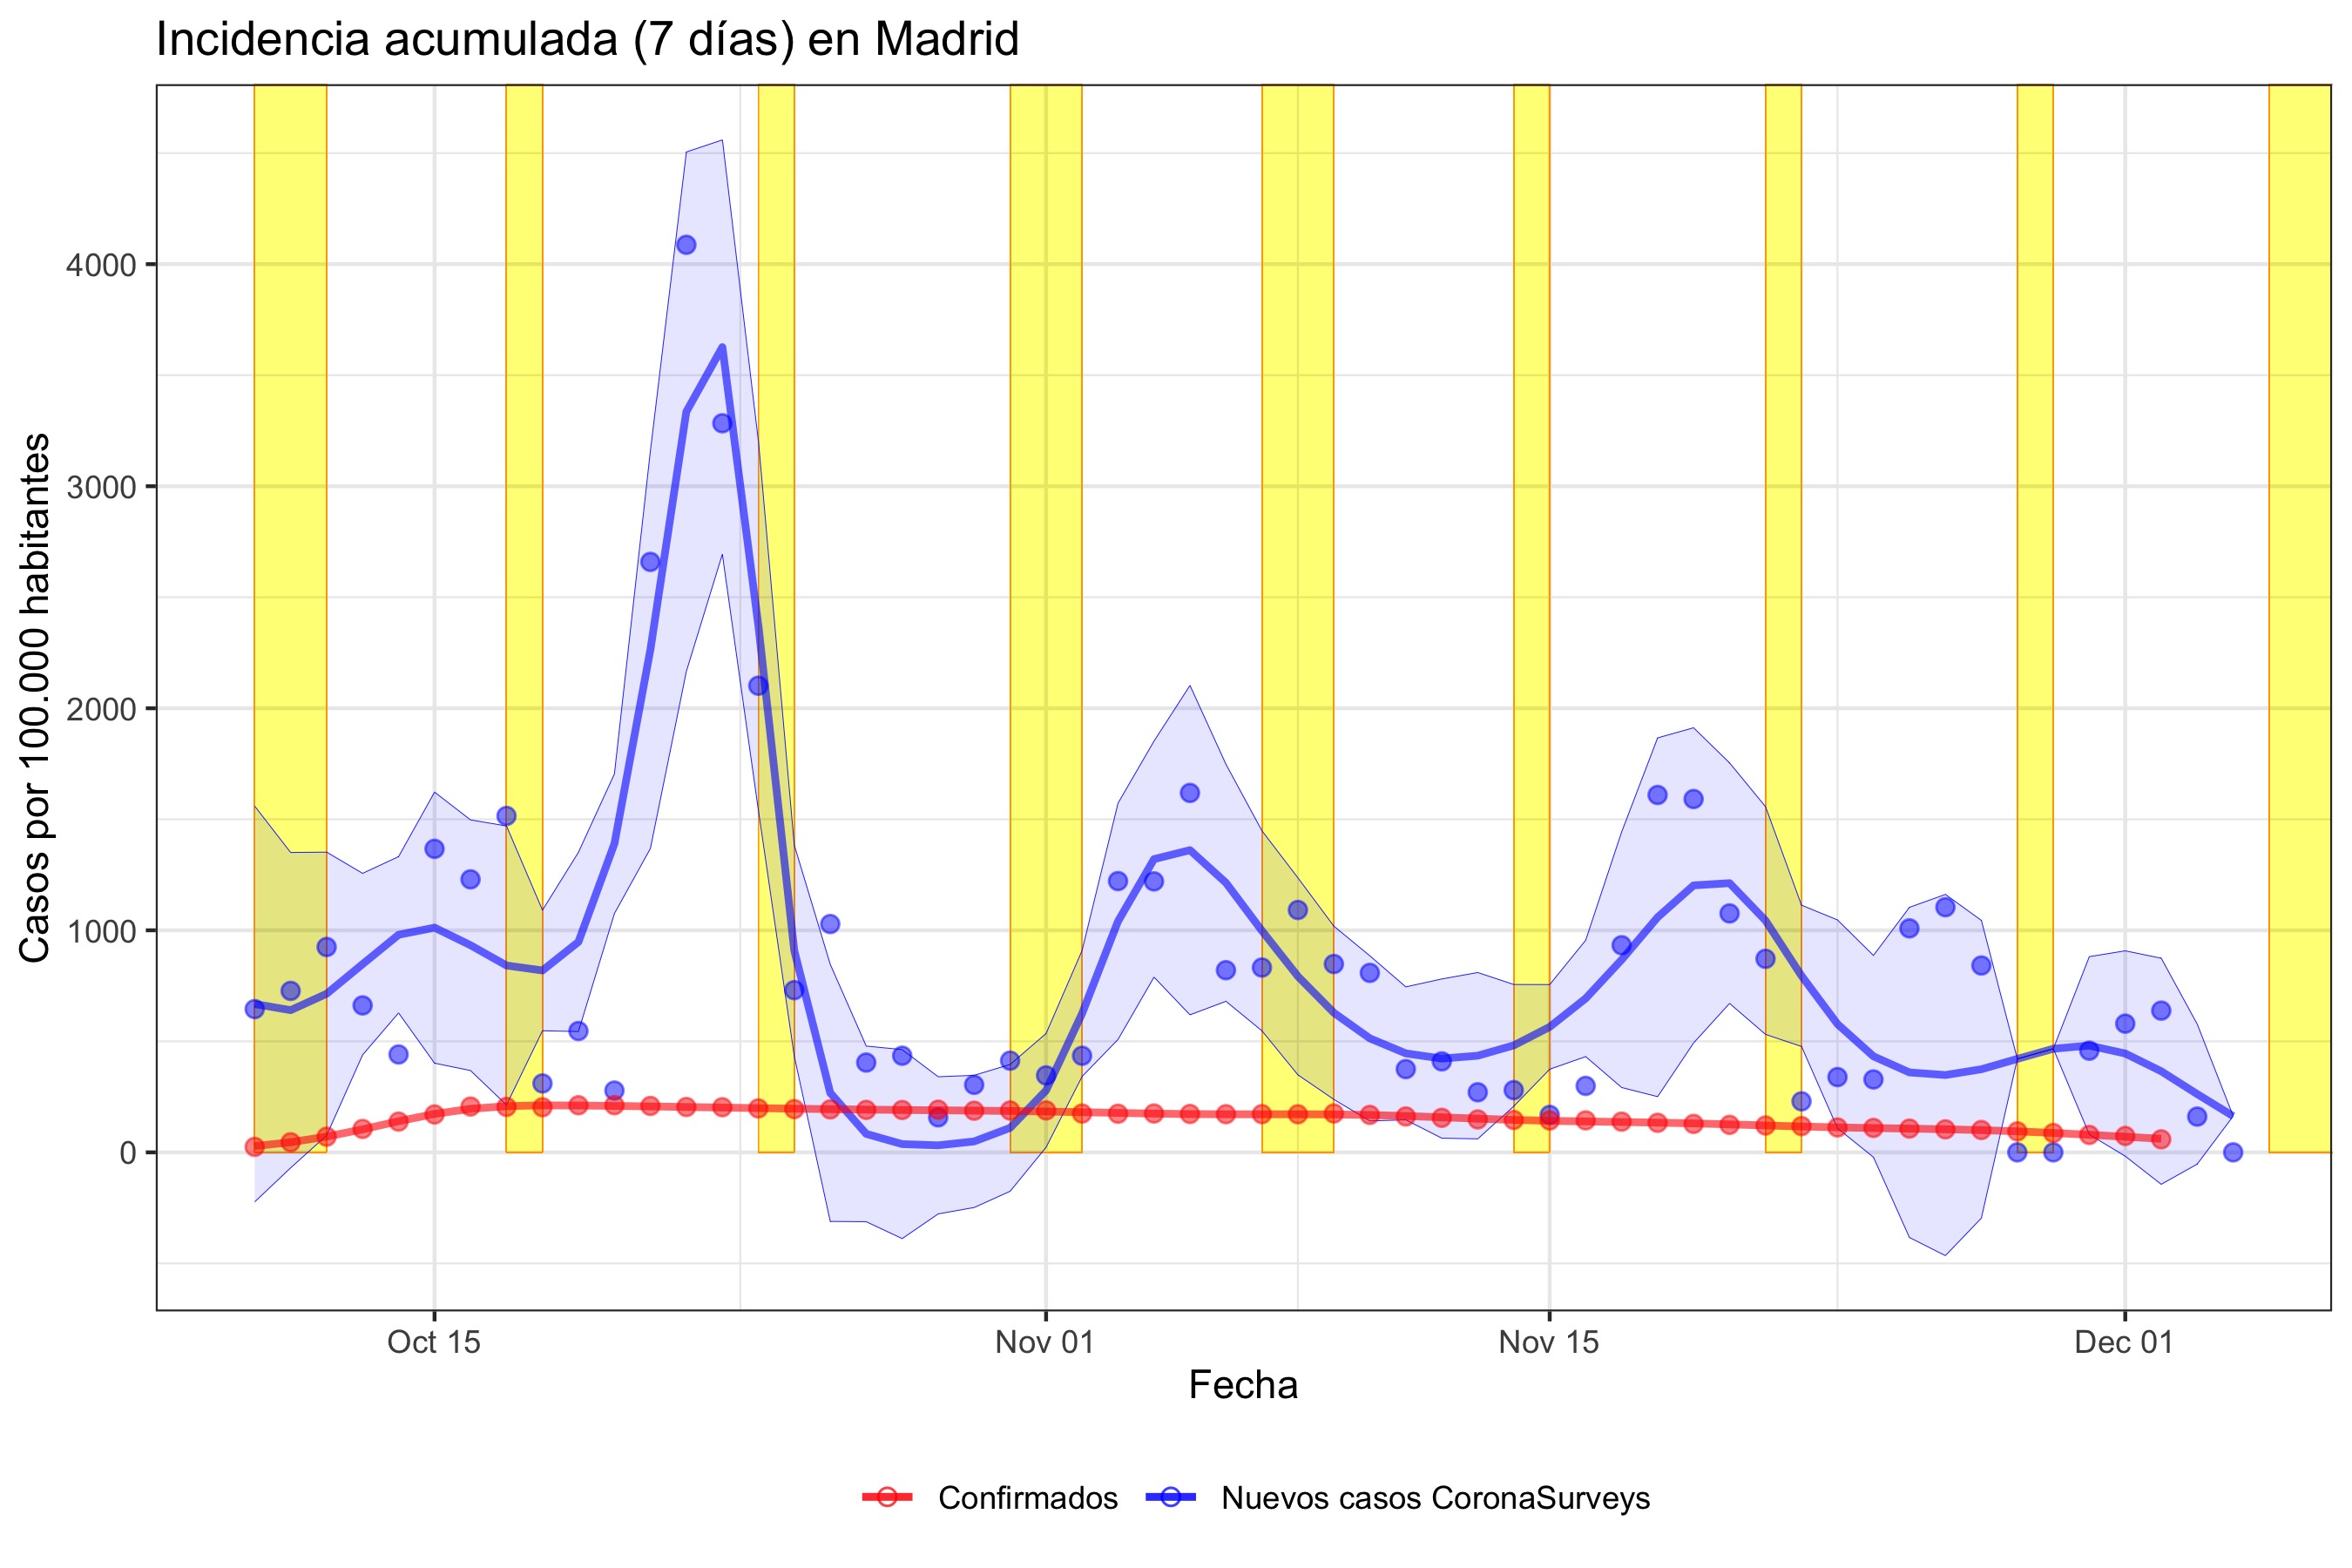 Incidencia acumulada (7 días) en Madrid
Casos por 100.000 habitantes
4000
3000
2000
1000
0
Oct 15
Nov 01
Nov 15
Dec 01
Fecha
Confirmados
Nuevos casos CoronaSurveys